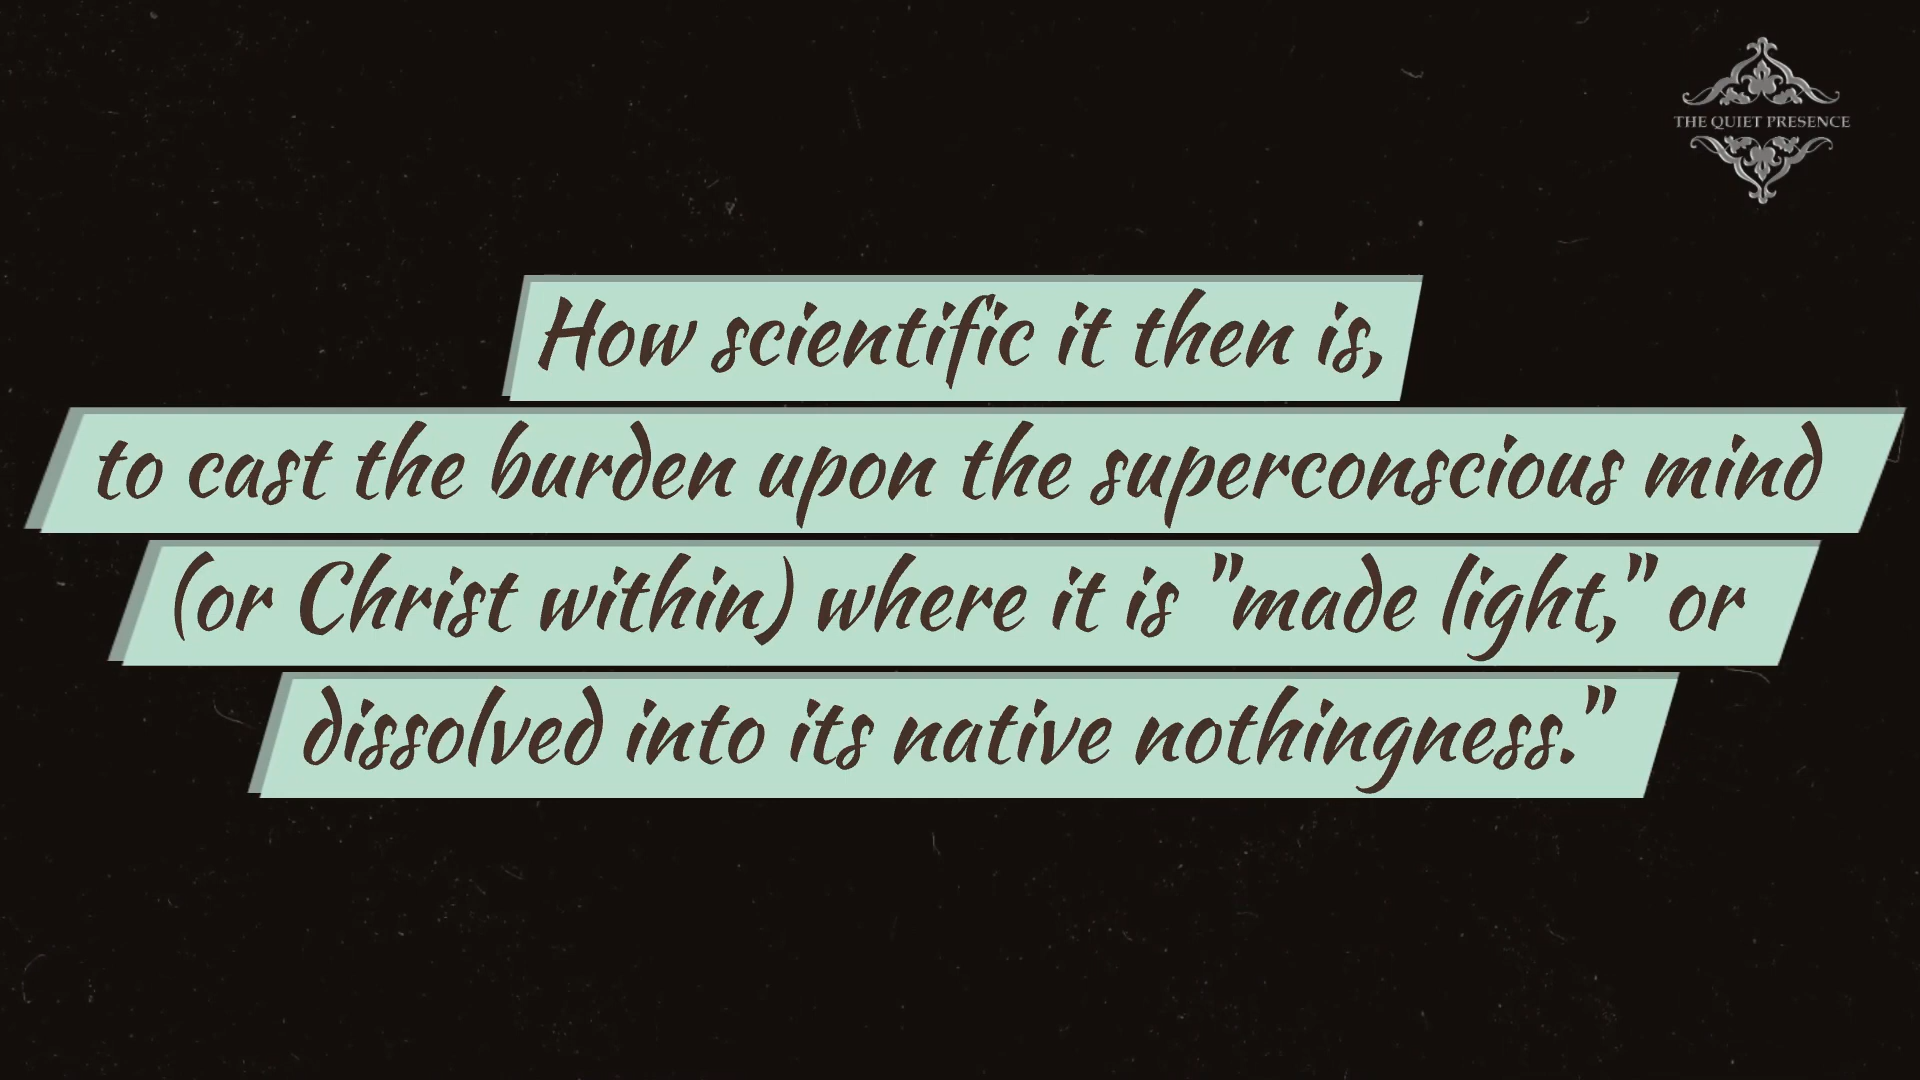 THE QUIET PRESENCE
How scientific it then is,
to cast the burden upon the superconscious mind
(or Christ within) where it is "made light," or
dissolved into its native nothingness."